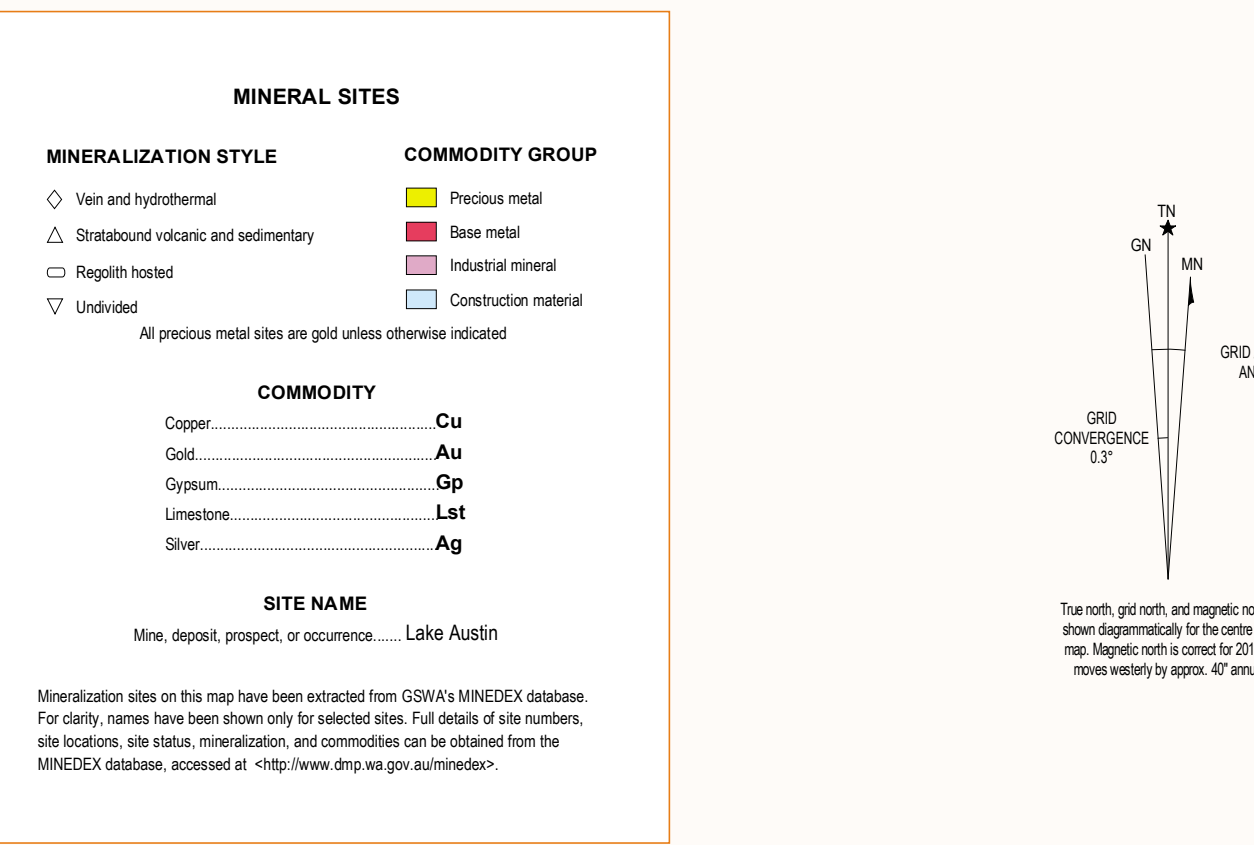 MINERAL SITES
MINERALIZATION STYLE
Vein and hydrothermal
Stratabound volcanic and sedimentary
Regolith hosted
Undivided
COMMODITY GROUP
Precious metal
Base metal
Industrial mineral
Construction material
All precious metal sites are gold unless otherwise indicated
COMMODITY
Copper......................................................Cu
Gold..........................................................Au
Gypsum.....................................................Gp
Limestone..................................................Lst
Silver.........................................................Ag
SITE NAME
Mine, deposit, prospect, or occurrence....... Lake Austin
Mineralization sites on this map have been extracted from GSWA's MINEDEX database.
For clarity, names have been shown only for selected sites. Full details of site numbers,
site locations, site status, mineralization, and commodities can be obtained from the
MINEDEX database, accessed at <http://www.dmp.wa.gov.au/minedex>.
TN
GN
MN
GRID
AN
GRID
CONVERGENCE
0.3°
True north, grid north, and magnetic no
shown diagrammatically for the centre
map. Magnetic north is correct for 201
moves westerly by approx. 40" annu